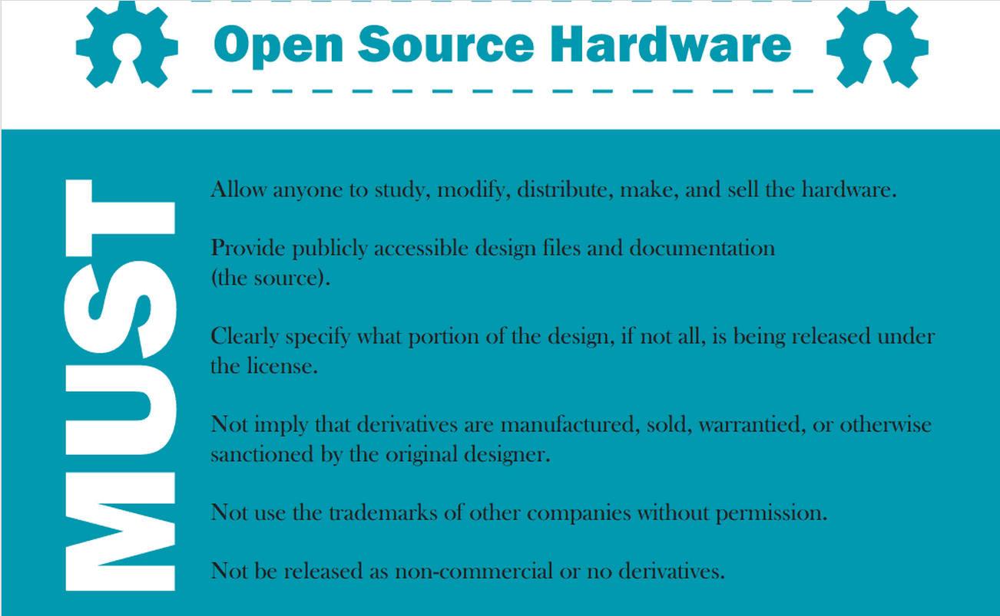 Open Source Hardware
MUST
Allow anyone to study, modify, distribute, make, and sell the hardware.
Provide publicly accessible design files and documentation
(the source).
Clearly specify what portion of the design, if not all, is being released under
the license.
Not imply that derivatives are manufactured, sold, warrantied, or otherwise
sanctioned by the original designer.
Not use the trademarks of other companies without permission.
Not be released as non-commercial or no derivatives.